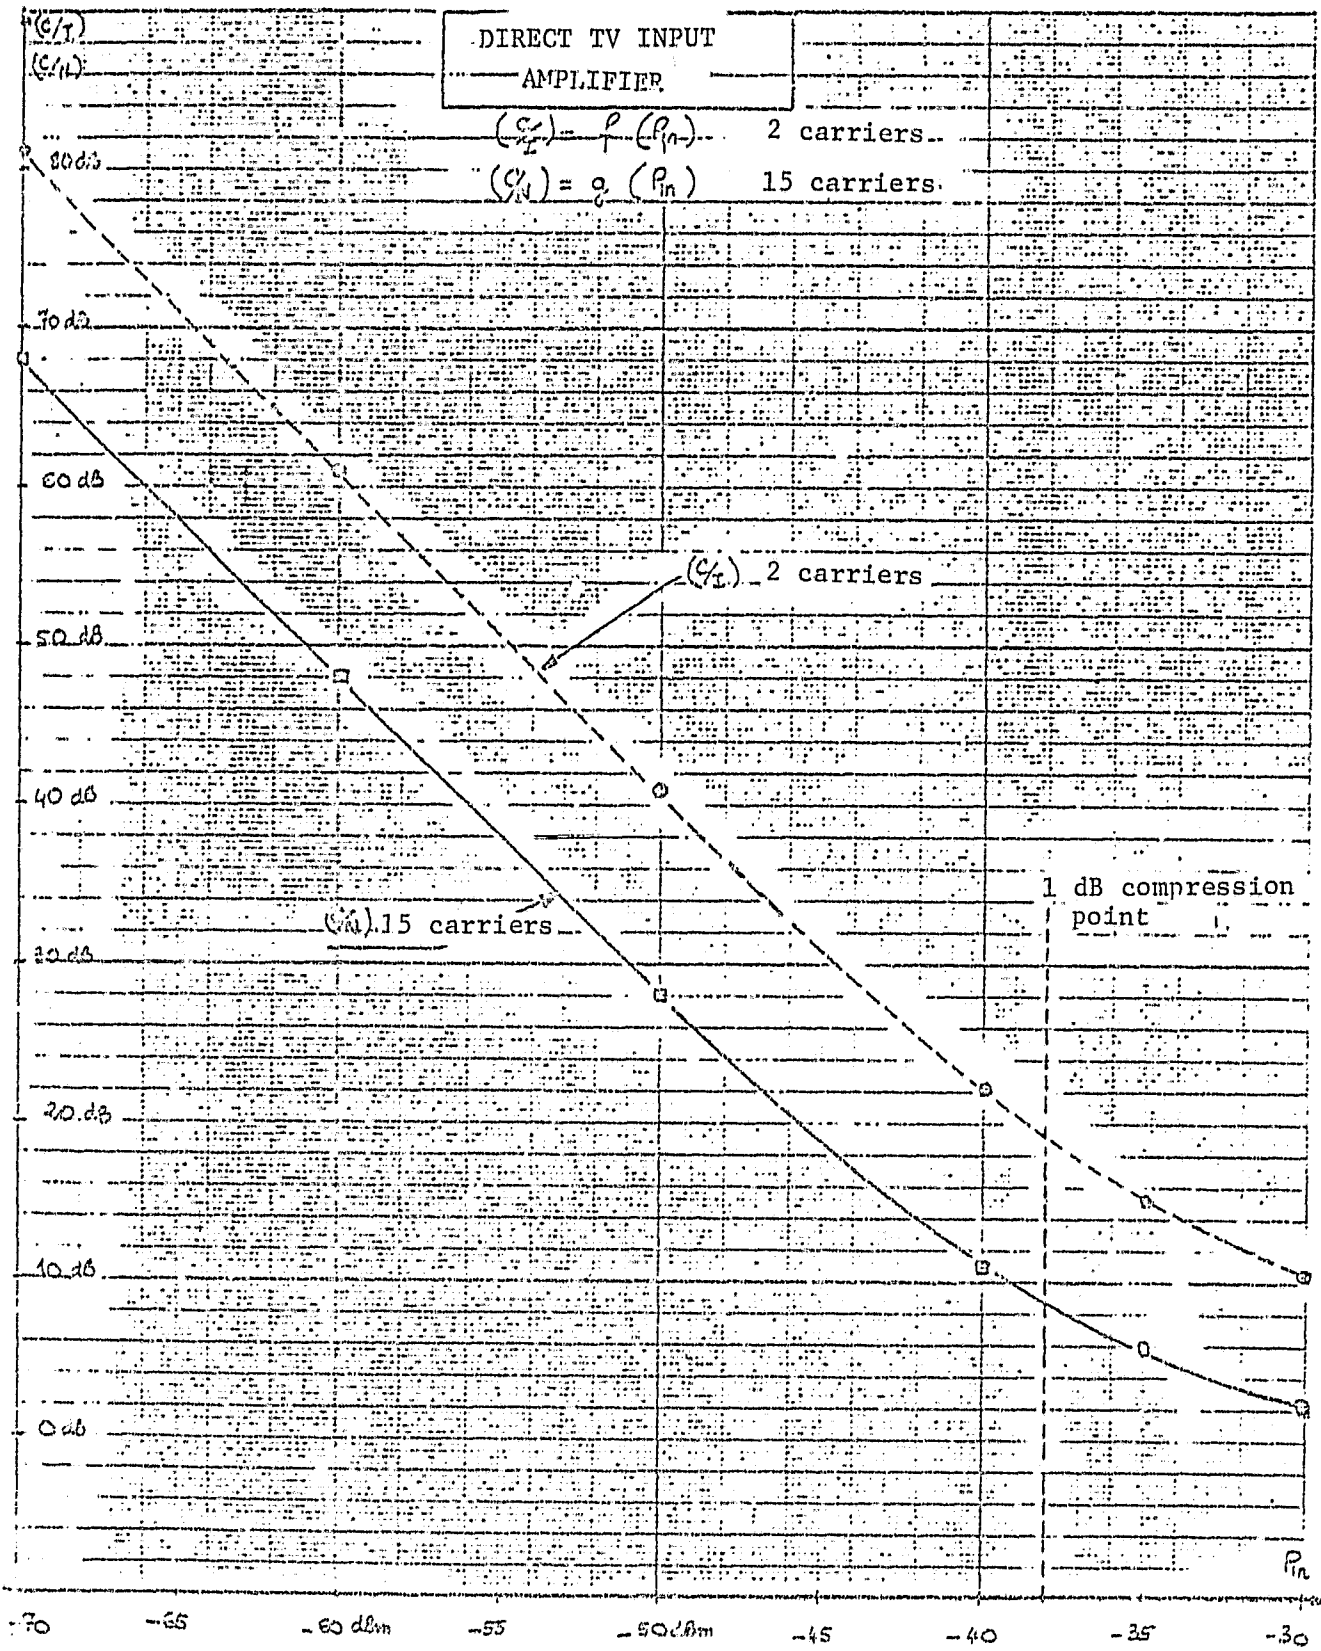 (C/I)
(C/N)
DIRECT TV INPUT
AMPLIFIER
(C/I) = f (Pin) 2 carriers
(C/N) = g (Pin) 15 carriers
80 dB
70 dB
60 dB
(C/I) 2 carriers
50 dB
40 dB
1 dB compression
point
(C/N) 15 carriers
30 dB
20 dB
10 dB
0 dB
Pin
-70 -65 -60 dBm -55 -50 dBm -45 -40 -35 -30